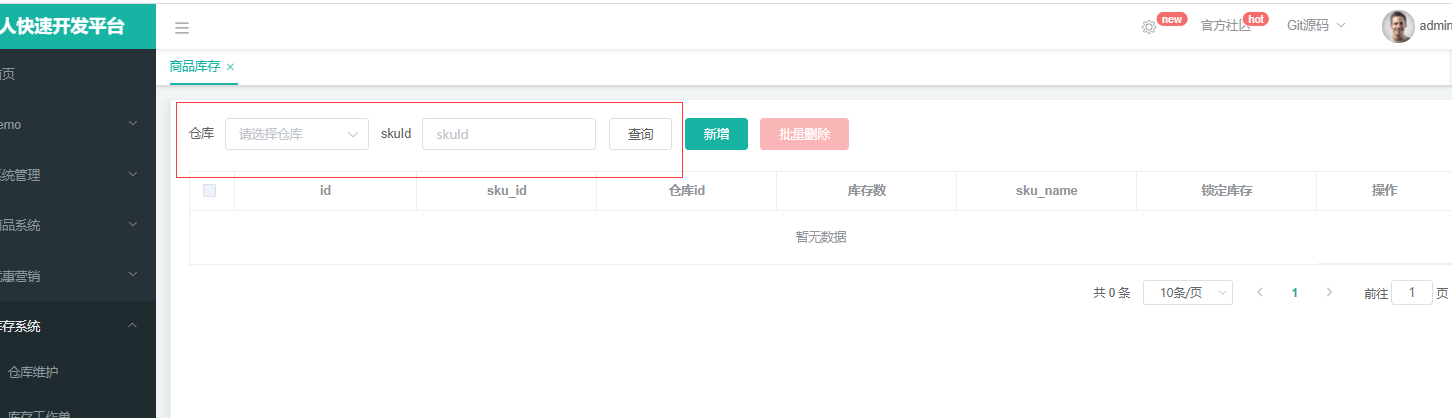 人快速开发平台
new
官方社区
hot
Git源码
admin
页
emo
系统管理
商品系统
优惠营销
库存系统
仓库维护
库存工作单
商品库存 ×
仓库 请选择仓库 skuId skuId 查询 新增 批量删除
id sku_id 仓库id 库存数 sku_name 锁定库存 操作
暂无数据
共 0 条 10条/页 1 前往 1 页